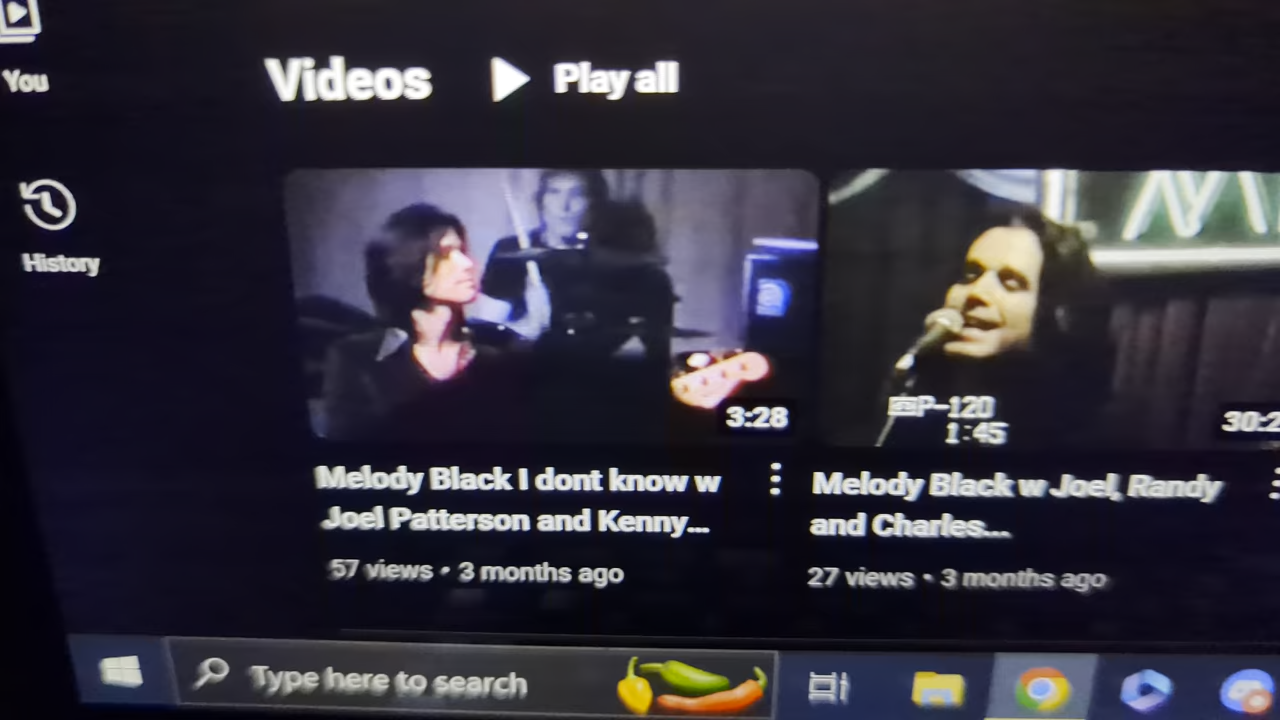 You
Videos
Play all
History
3:28
P-120
1:45
Melody Black I dont know w
Joel Patterson and Kenny...
57 views • 3 months ago
Melody Black w Joel, Randy
and Charles...
27 views • 3 months ago
Type here to search